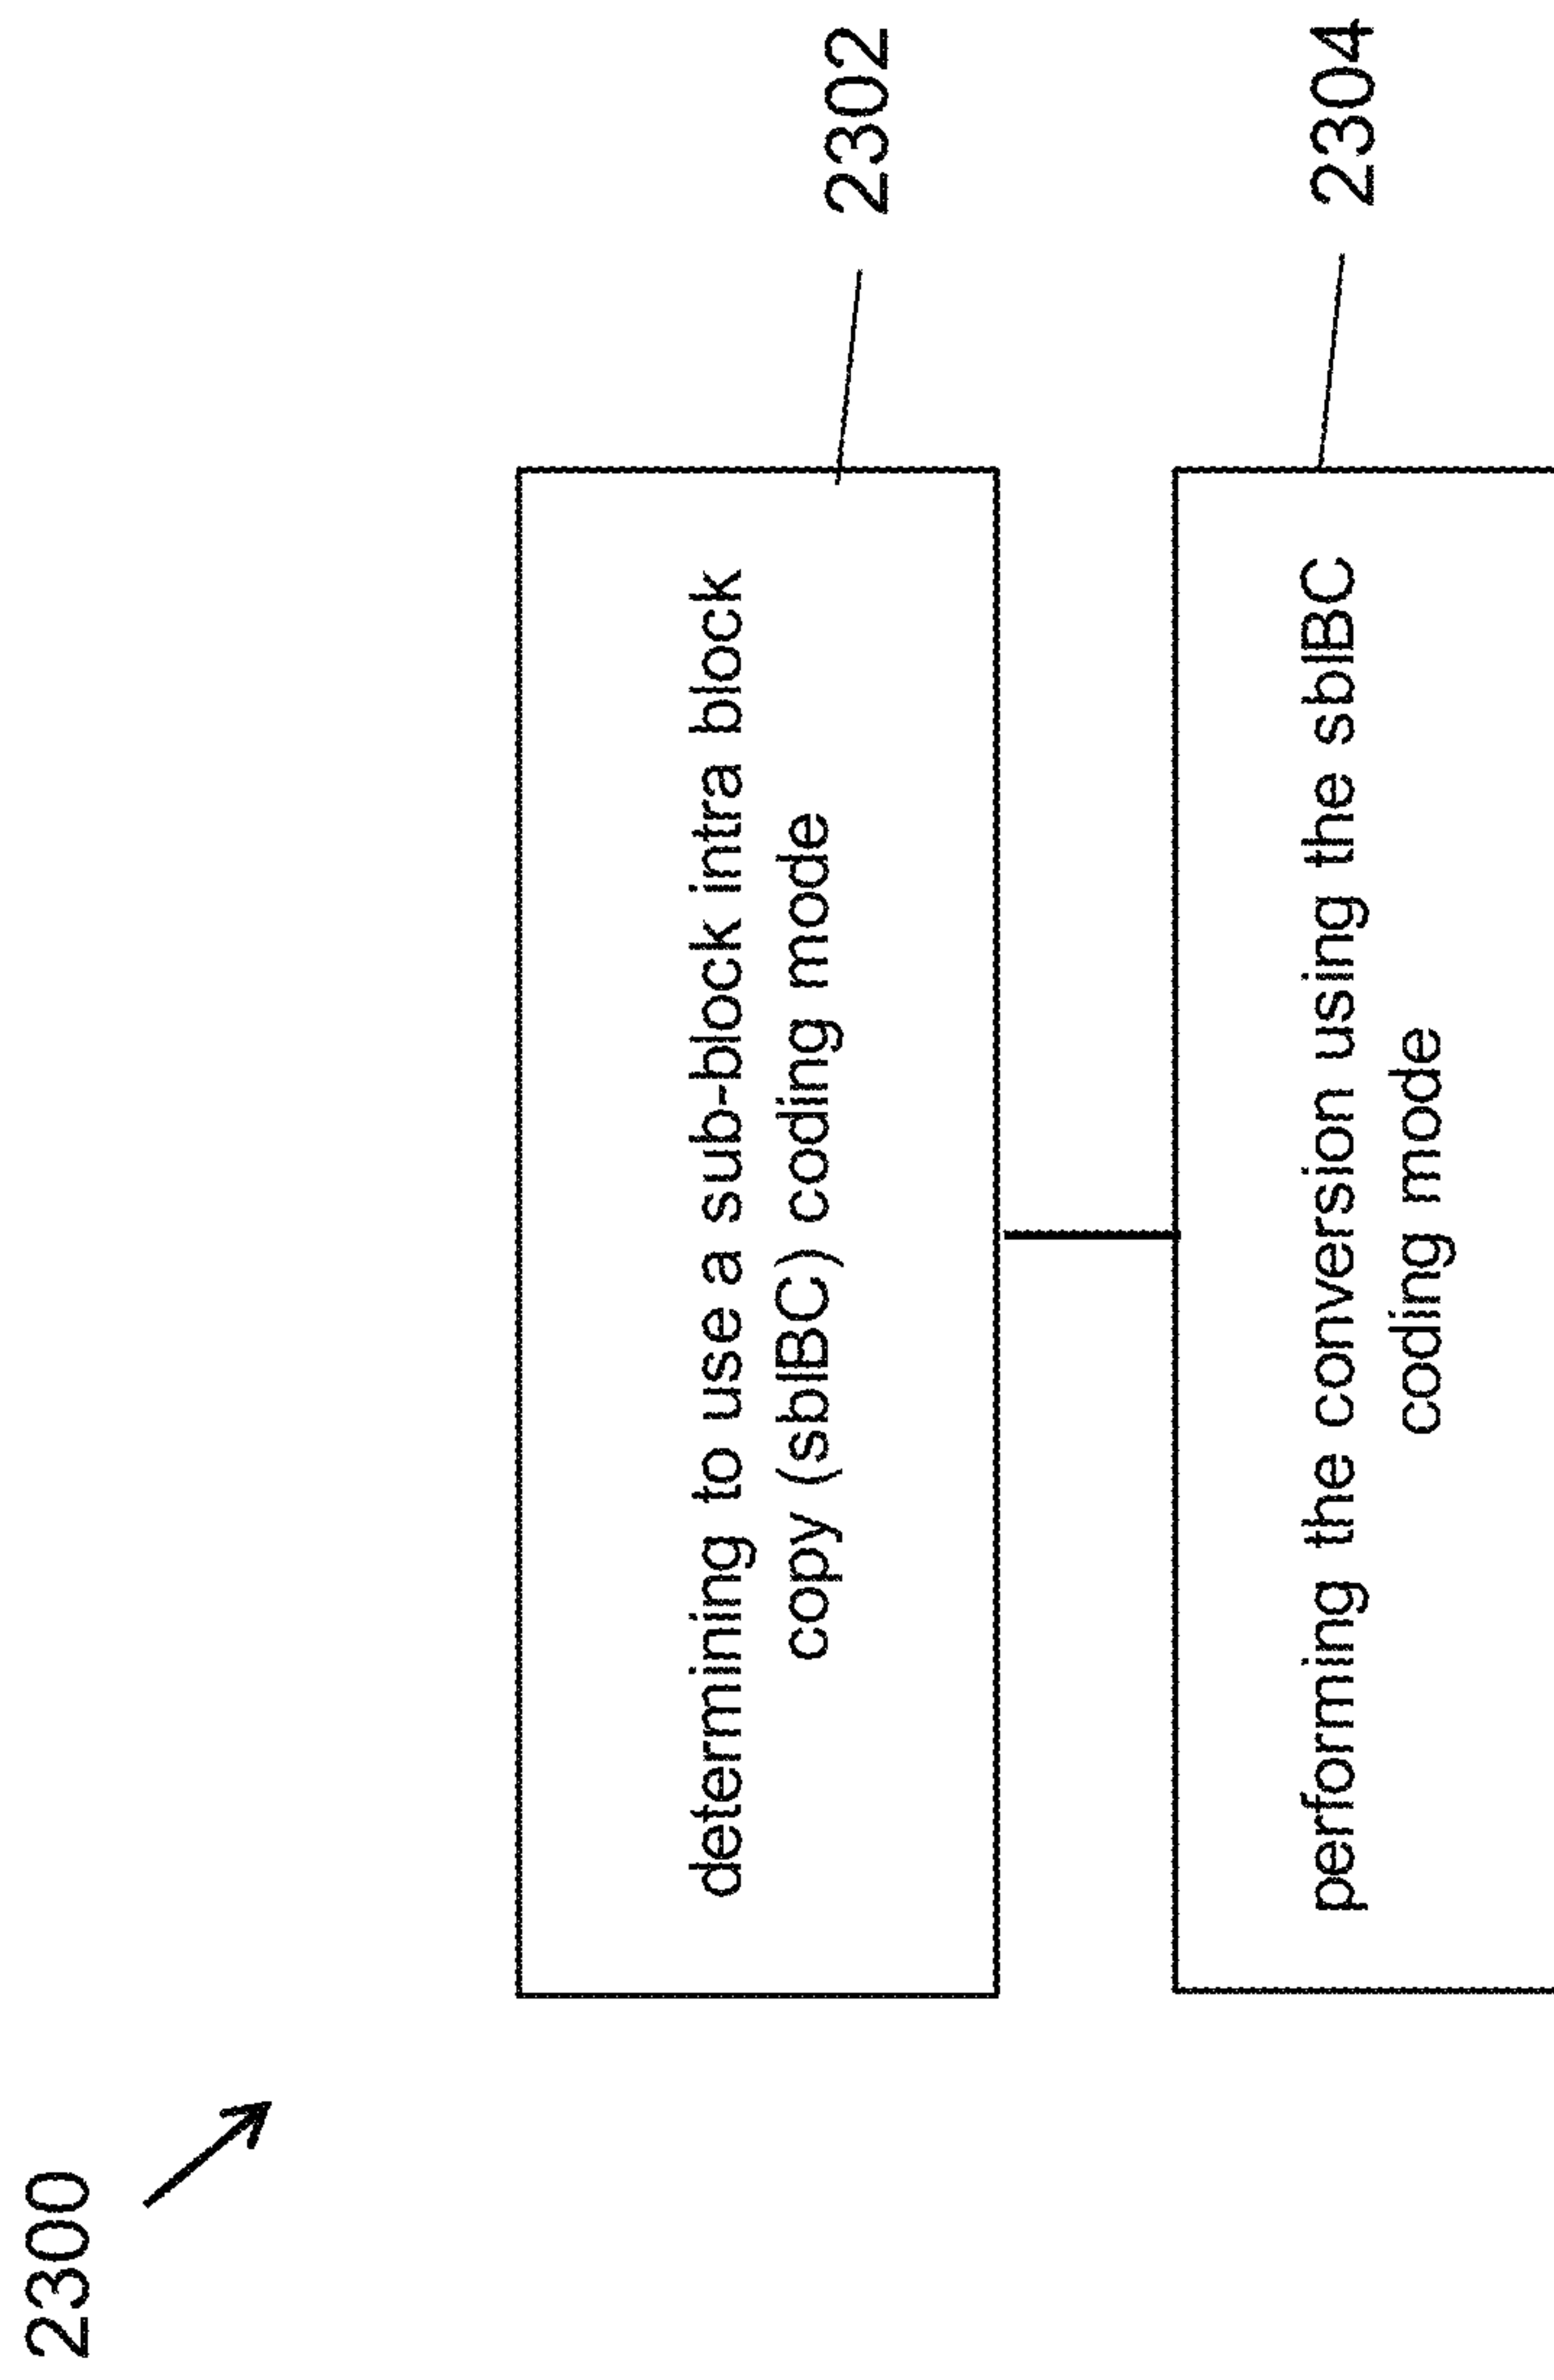 2300
determining to use a sub-block intra block
copy (sbIBC) coding mode
2302
performing the conversion using the sbIBC
coding mode
2304